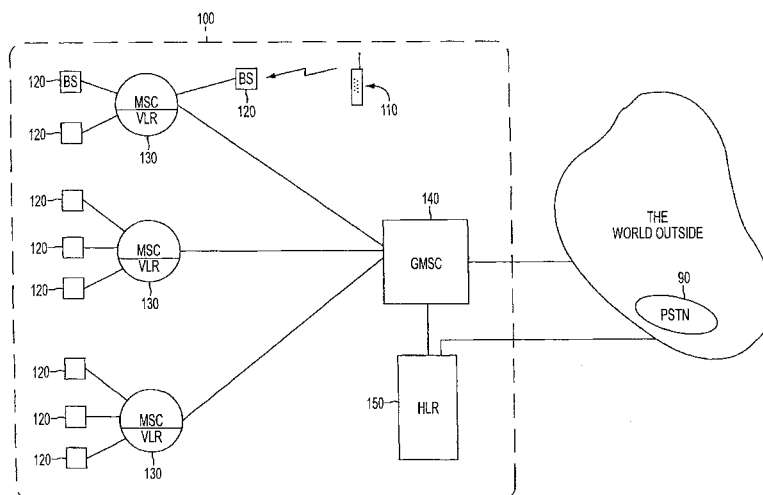 100
120
BS
BS
120
110
MSC
VLR
120
130
120
140
THE
WORLD OUTSIDE
120
MSC
VLR
GMSC
90
PSTN
120
130
120
150
HLR
120
MSC
VLR
120
130